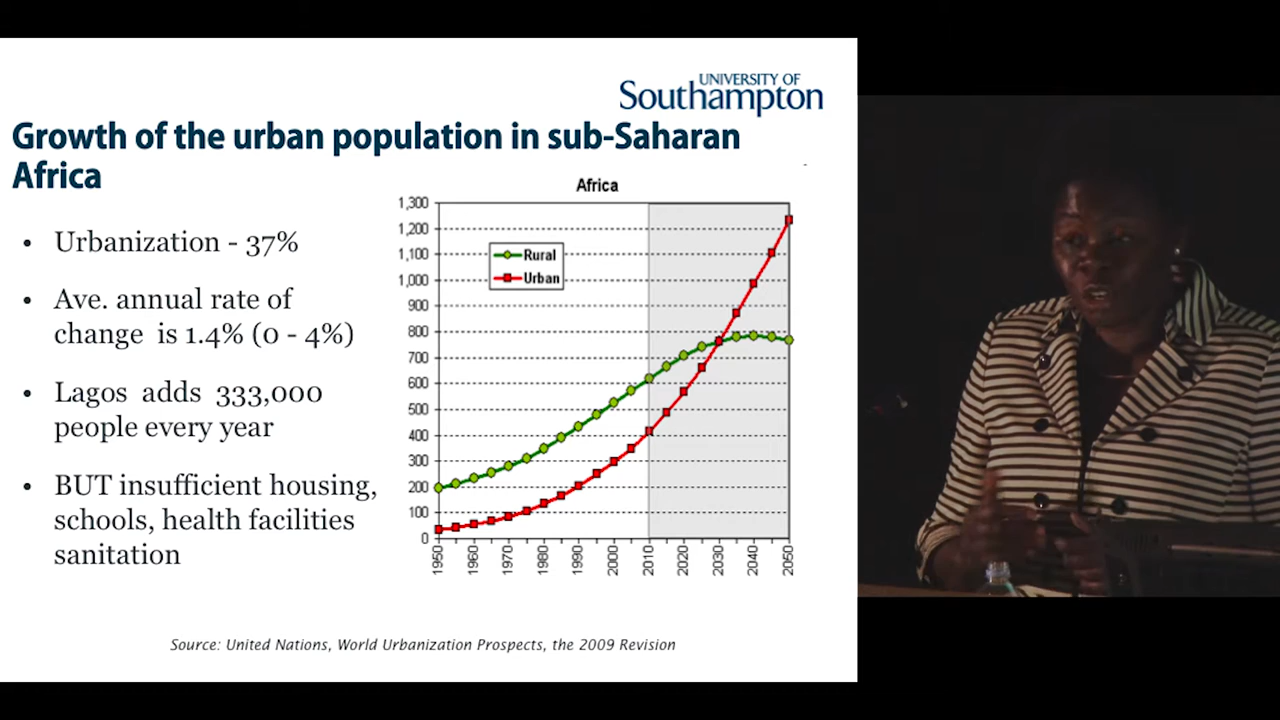 UNIVERSITY OF
Southampton
Growth of the urban population in sub-Saharan
Africa
• Urbanization - 37%
• Ave. annual rate of
change is 1.4% (0 - 4%)
• Lagos adds 333,000
people every year
• BUT insufficient housing,
schools, health facilities
sanitation
Africa
1,300
1,200
1,100
1,000
900
800
700
600
500
400
300
200
100
0
Rural
Urban
1950
1960
1970
1980
1990
2000
2010
2020
2030
2040
2050
Source: United Nations, World Urbanization Prospects, the 2009 Revision